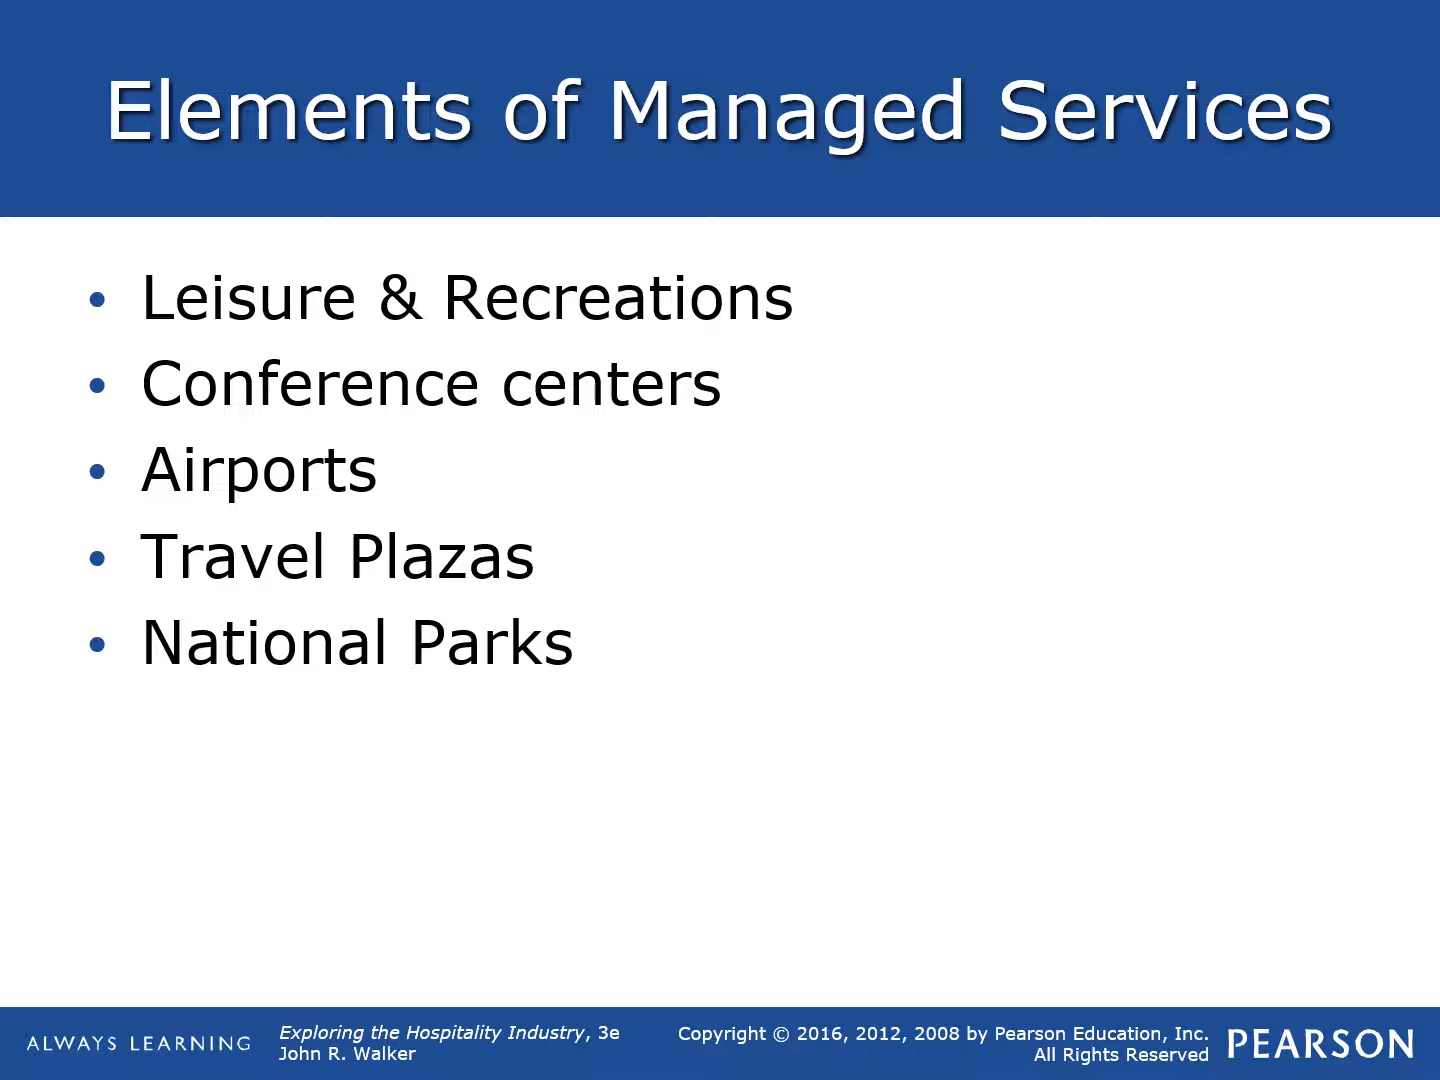 Elements of Managed Services
• Leisure & Recreations
• Conference centers
• Airports
• Travel Plazas
• National Parks
ALWAYS LEARNING
Exploring the Hospitality Industry, 3e
John R. Walker
Copyright © 2016, 2012, 2008 by Pearson Education, Inc.
All Rights Reserved
PEARSON